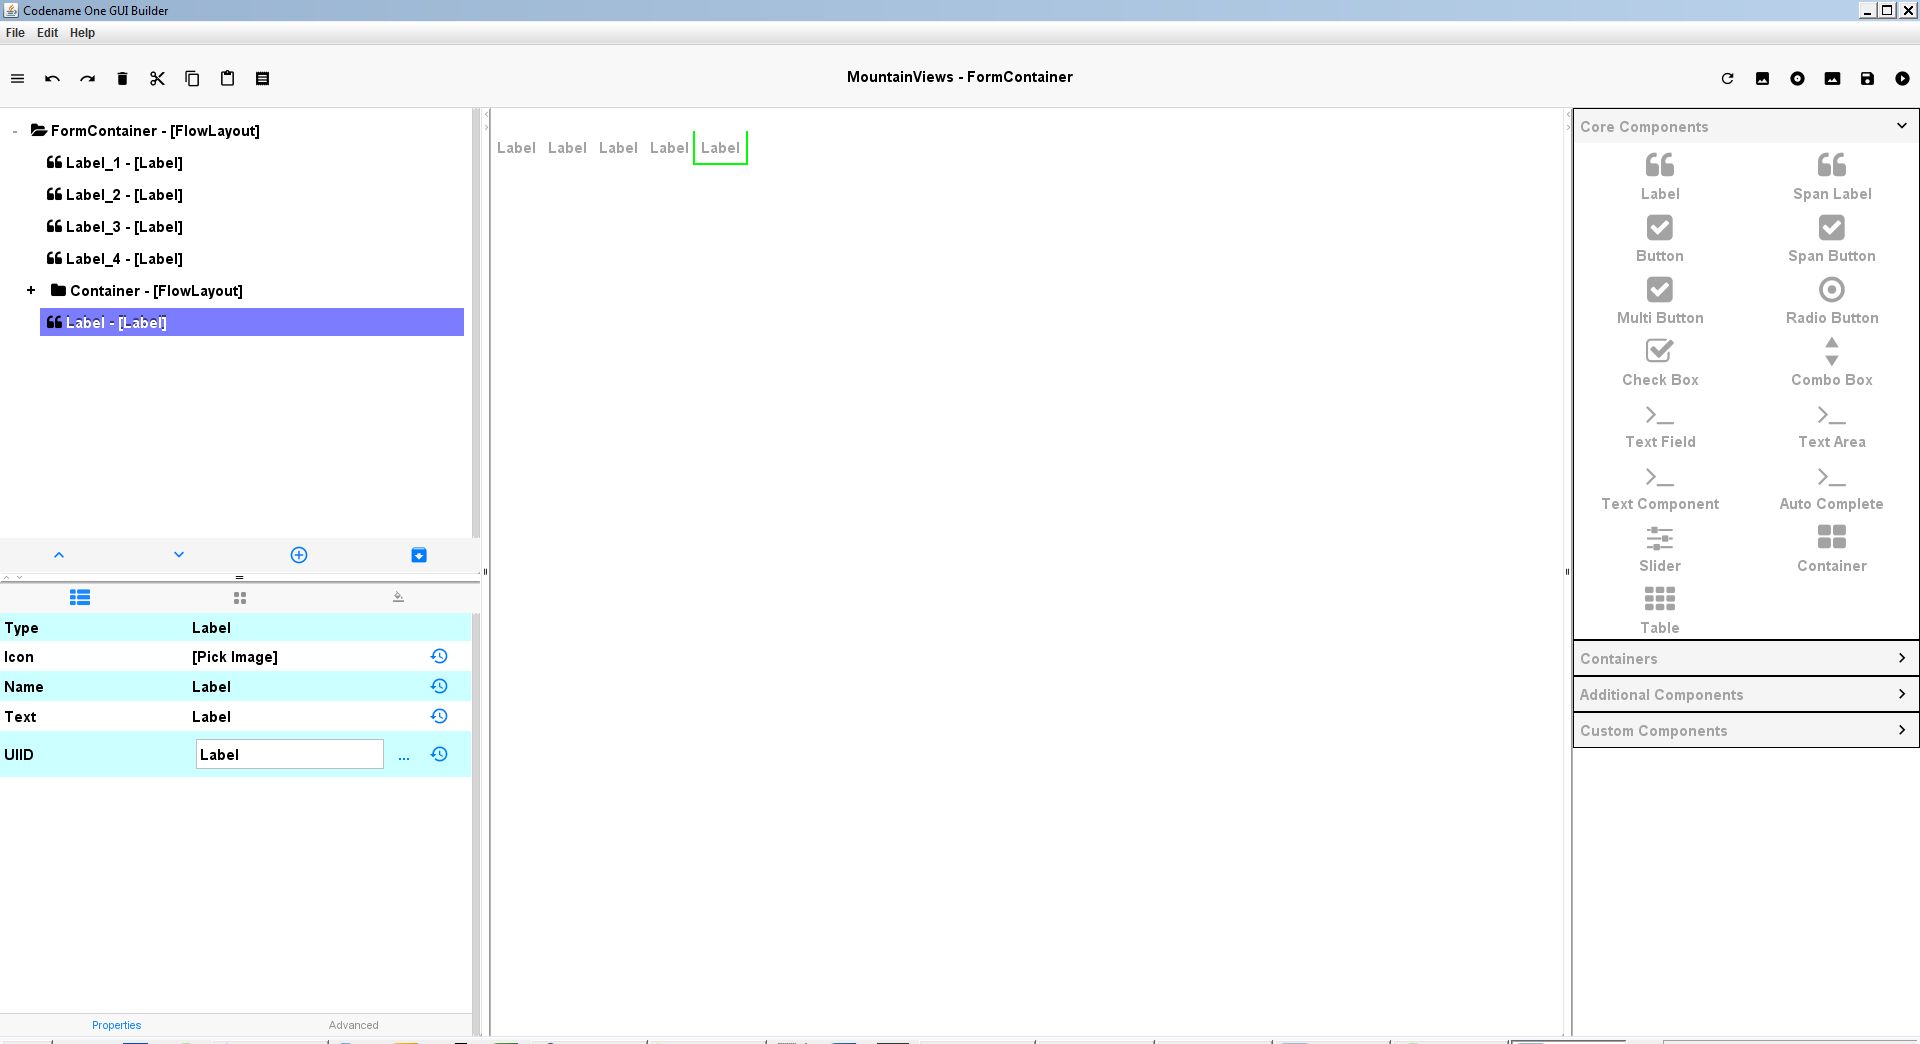 Codename One GUI Builder
File Edit Help
MountainViews - FormContainer
- FormContainer - [FlowLayout]
Label_1 - [Label]
Label_2 - [Label]
Label_3 - [Label]
Label_4 - [Label]
+ Container - [FlowLayout]
Label - [Label]
Type Label
Icon [Pick Image]
Name Label
Text Label
UIID Label ...
Properties Advanced
Label Label Label Label Label
Core Components
Label Span Label
Button Span Button
Multi Button Radio Button
Check Box Combo Box
Text Field Text Area
Text Component Auto Complete
Slider Container
Table
Containers
Additional Components
Custom Components